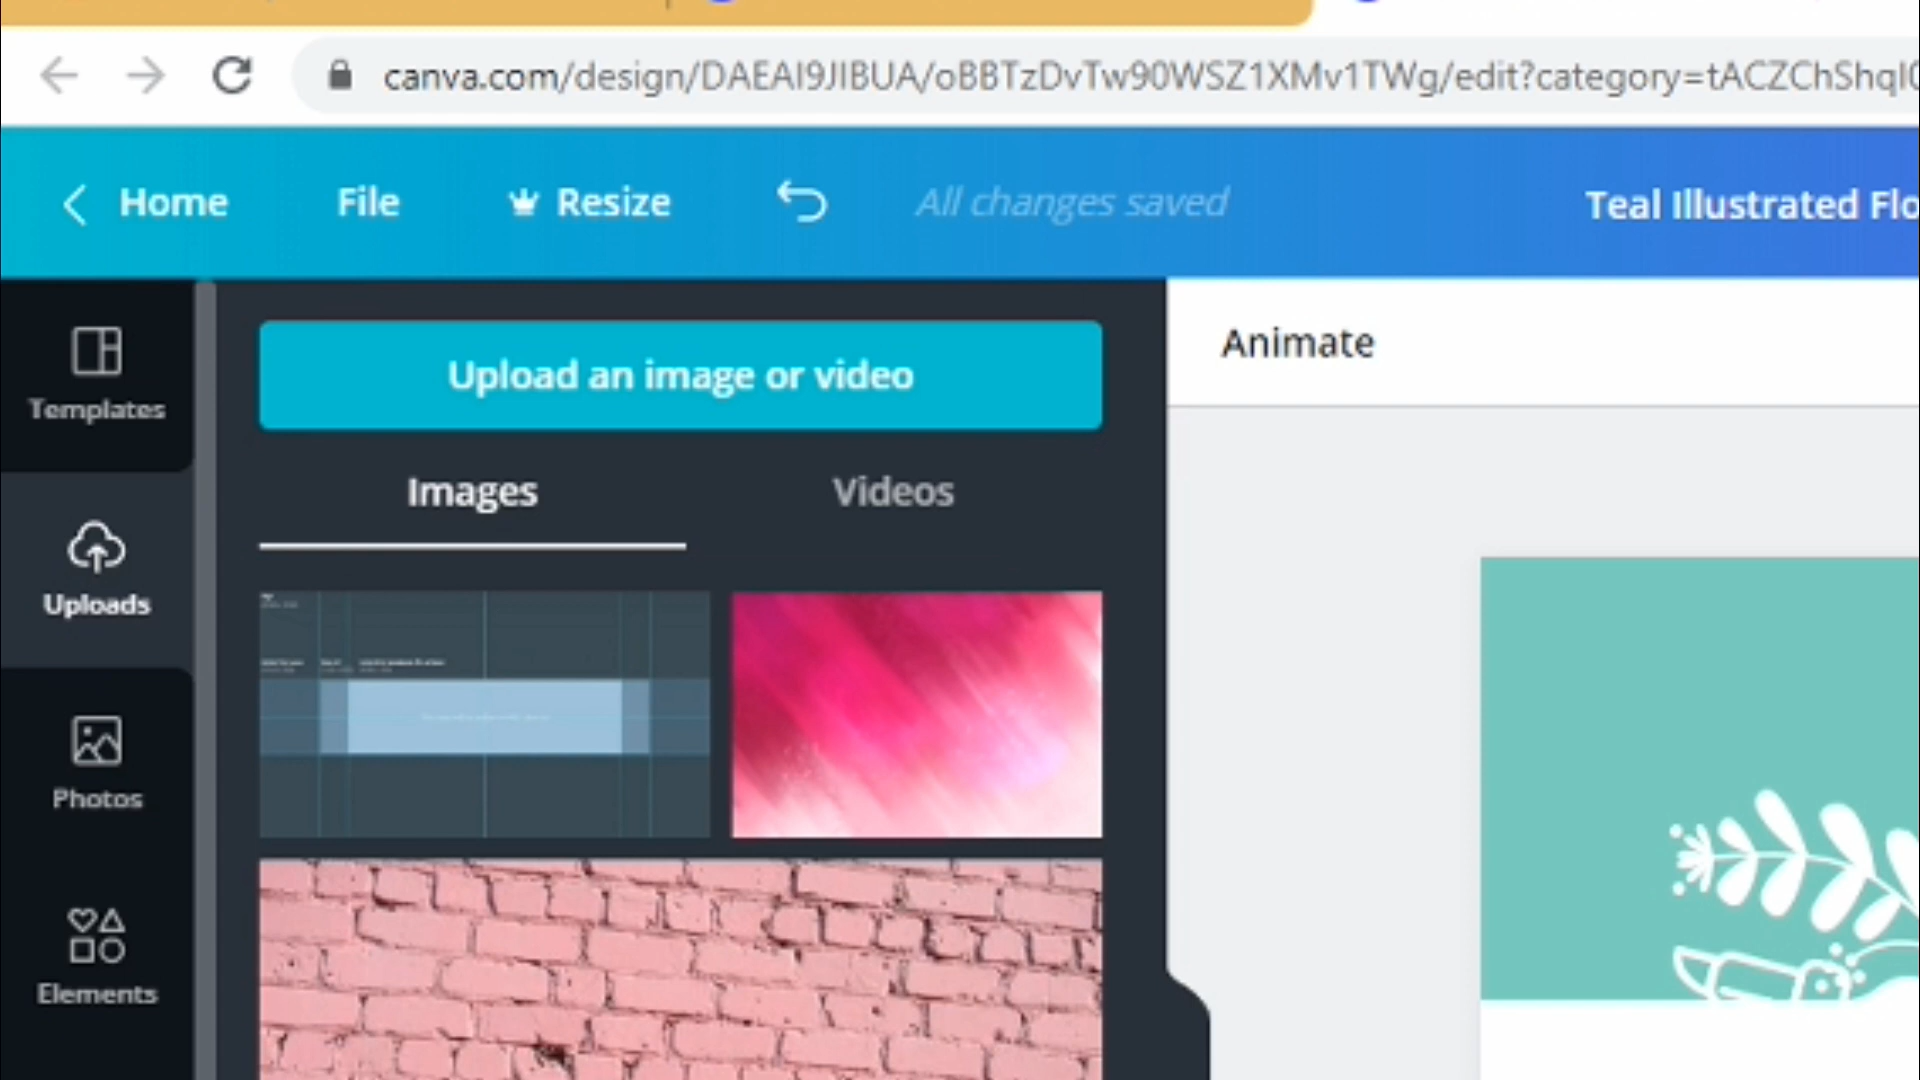 canva.com/design/DAEAI9JIBUA/oBBTzDvTw90WSZ1XMv1TWg/edit?category=tACZChShqI
Home File Resize All changes saved Teal Illustrated Flo
Animate
Upload an image or video
Images Videos
Templates
Uploads
Photos
Elements